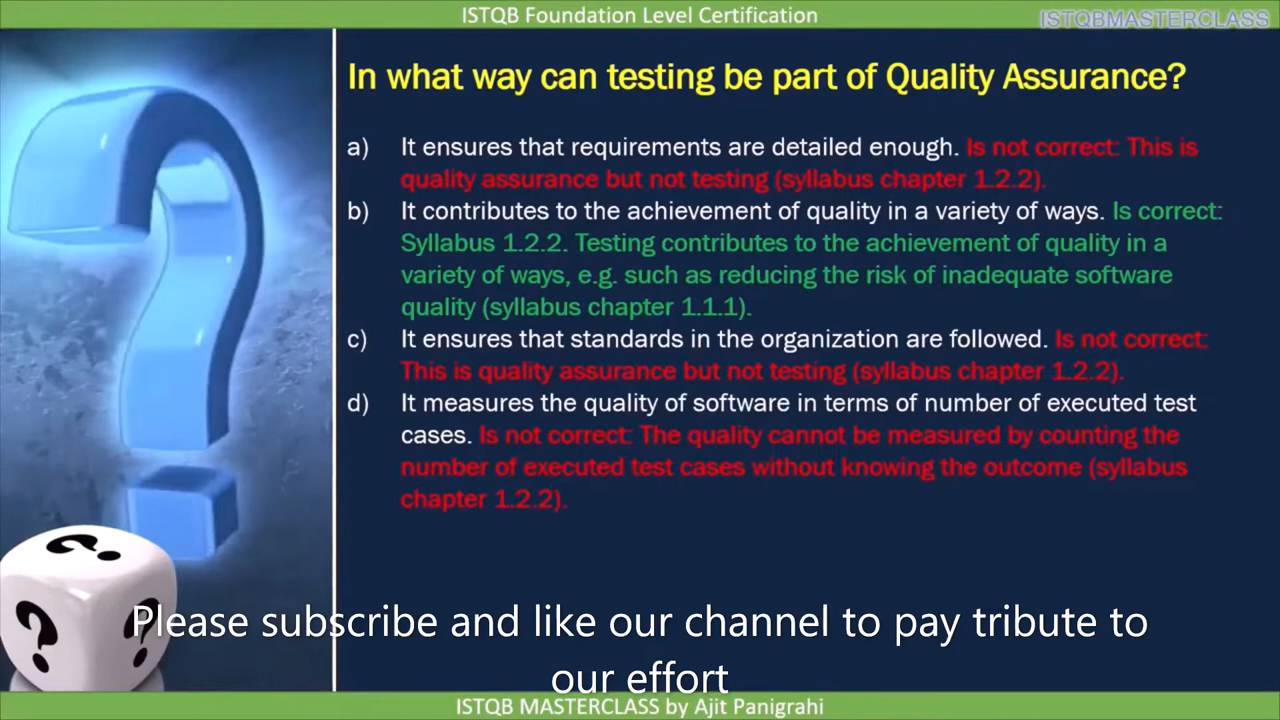 ISTQB Foundation Level Certification
ISTQBMASTERCLASS
In what way can testing be part of Quality Assurance?
a) It ensures that requirements are detailed enough. Is not correct: This is
quality assurance but not testing (syllabus chapter 1.2.2).
b) It contributes to the achievement of quality in a variety of ways. Is correct:
Syllabus 1.2.2. Testing contributes to the achievement of quality in a
variety of ways, e.g. such as reducing the risk of inadequate software
quality (syllabus chapter 1.1.1).
c) It ensures that standards in the organization are followed. Is not correct:
This is quality assurance but not testing (syllabus chapter 1.2.2).
d) It measures the quality of software in terms of number of executed test
cases. Is not correct: The quality cannot be measured by counting the
number of executed test cases without knowing the outcome (syllabus
chapter 1.2.2).
Please subscribe and like our channel to pay tribute to
our effort
ISTQB MASTERCLASS by Ajit Panigrahi